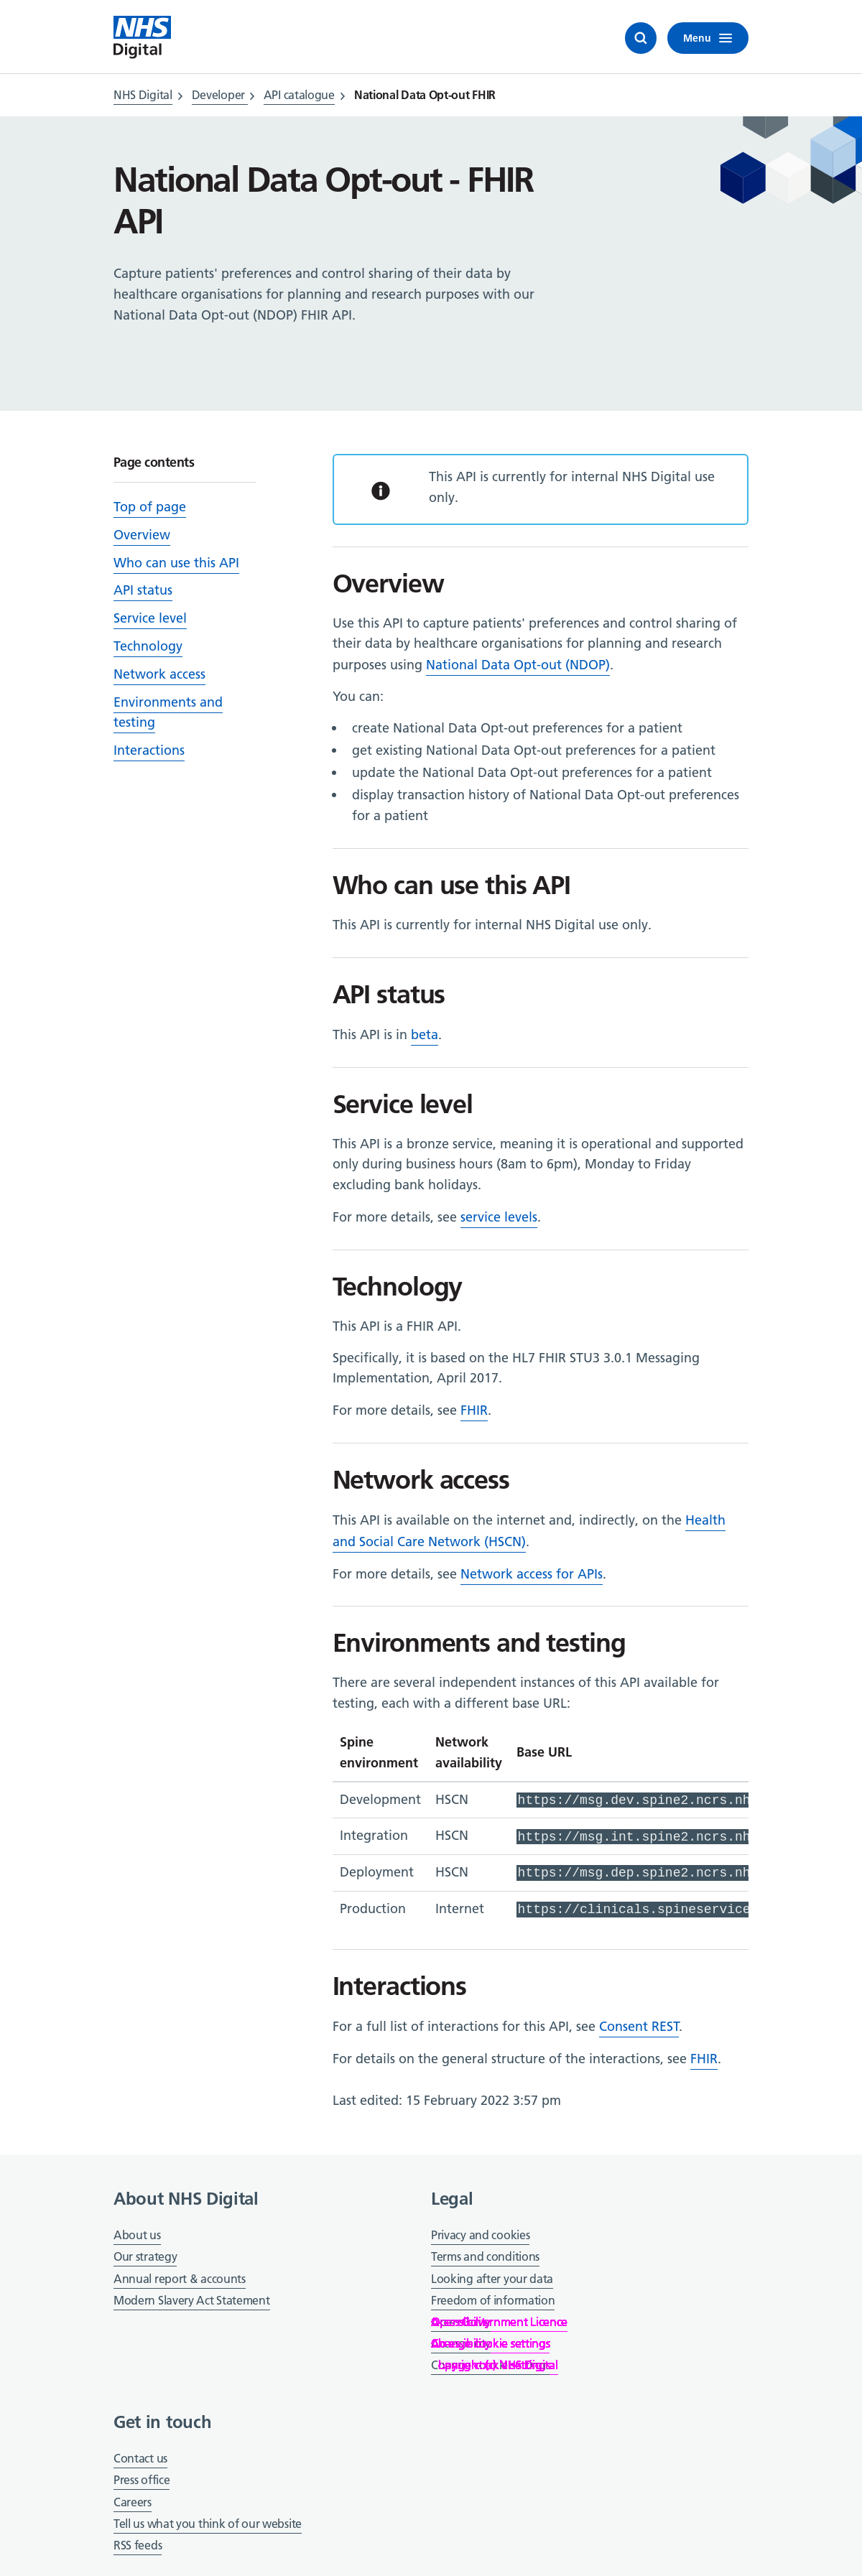 NHS
Digital
Menu
NHS Digital > Developer > API catalogue > National Data Opt-out FHIR
National Data Opt-out - FHIR
API
Capture patients' preferences and control sharing of their data by
healthcare organisations for planning and research purposes with our
National Data Opt-out (NDOP) FHIR API.
Page contents
Top of page
Overview
Who can use this API
API status
Service level
Technology
Network access
Environments and
testing
Interactions
This API is currently for internal NHS Digital use
only.
Overview
Use this API to capture patients' preferences and control sharing of
their data by healthcare organisations for planning and research
purposes using National Data Opt-out (NDOP).
You can:
• create National Data Opt-out preferences for a patient
• get existing National Data Opt-out preferences for a patient
• update the National Data Opt-out preferences for a patient
• display transaction history of National Data Opt-out preferences
for a patient
Who can use this API
This API is currently for internal NHS Digital use only.
API status
This API is in beta.
Service level
This API is a bronze service, meaning it is operational and supported
only during business hours (8am to 6pm), Monday to Friday
excluding bank holidays.
For more details, see service levels.
Technology
This API is a FHIR API.
Specifically, it is based on the HL7 FHIR STU3 3.0.1 Messaging
Implementation, April 2017.
For more details, see FHIR.
Network access
This API is available on the internet and, indirectly, on the Health
and Social Care Network (HSCN).
For more details, see Network access for APIs.
Environments and testing
There are several independent instances of this API available for
testing, each with a different base URL:
Spine environment Network availability Base URL
Development HSCN https://msg.dev.spine2.ncrs.nh
Integration HSCN https://msg.int.spine2.ncrs.nh
Deployment HSCN https://msg.dep.spine2.ncrs.nh
Production Internet https://clinicals.spineservice
Interactions
For a full list of interactions for this API, see Consent REST.
For details on the general structure of the interactions, see FHIR.
Last edited: 15 February 2022 3:57 pm
About NHS Digital
About us
Our strategy
Annual report & accounts
Modern Slavery Act Statement
Legal
Privacy and cookies
Terms and conditions
Looking after your data
Freedom of information
Government Licence
cookie settings
NHS Digital
Get in touch
Contact us
Press office
Careers
Tell us what you think of our website
RSS feeds